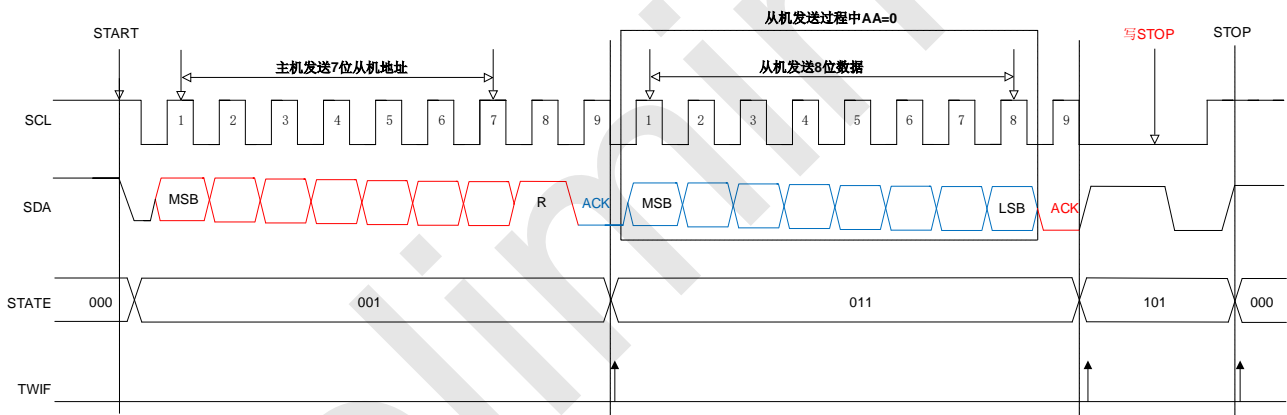 从机发送过程中AA=0
START
写STOP
STOP
主机发送7位从机地址
从机发送8位数据
SCL
1 2 3 4 5 6 7 8 9 1 2 3 4 5 6 7 8 9
SDA
MSB R ACK MSB LSB ACK
STATE 000 001 011 101 000
TWIF